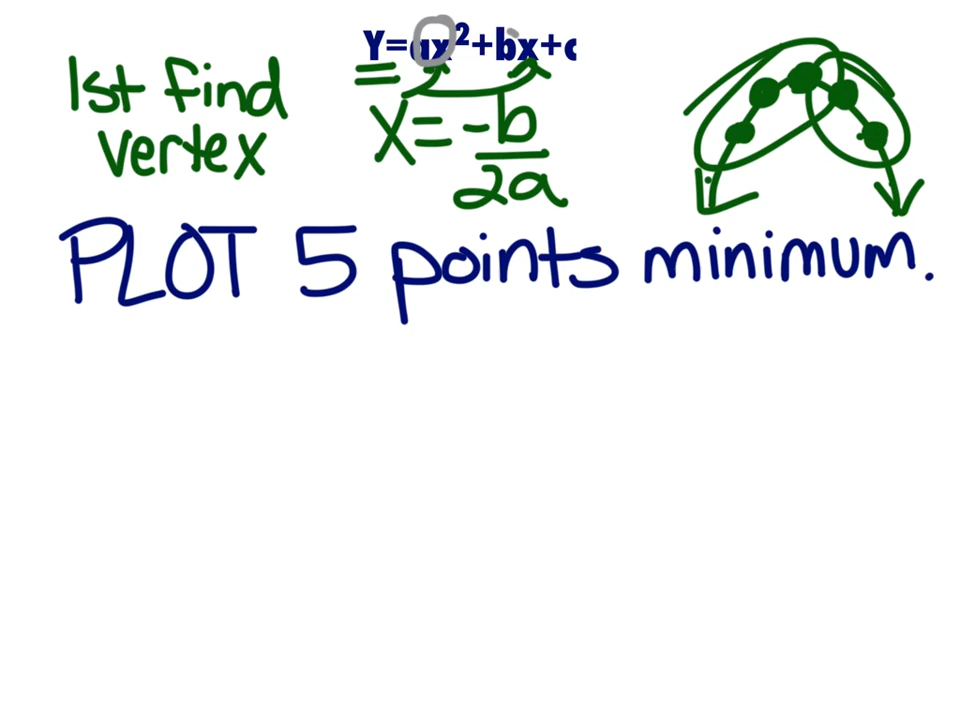 Y=ax²+bx+c
1st find
vertex
X=-b/2a
PLOT 5 points minimum.